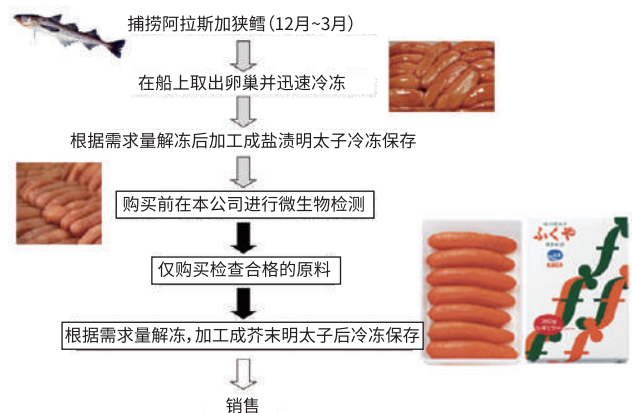 捕捞阿拉斯加狭鳕（12月~3月）
在船上取出卵巢并迅速冷冻
根据需求量解冻后加工成盐渍明太子冷冻保存
购买前在本公司进行微生物检测
仅购买检查合格的原料
根据需求量解冻，加工成芥末明太子后冷冻保存
销售
ふくや